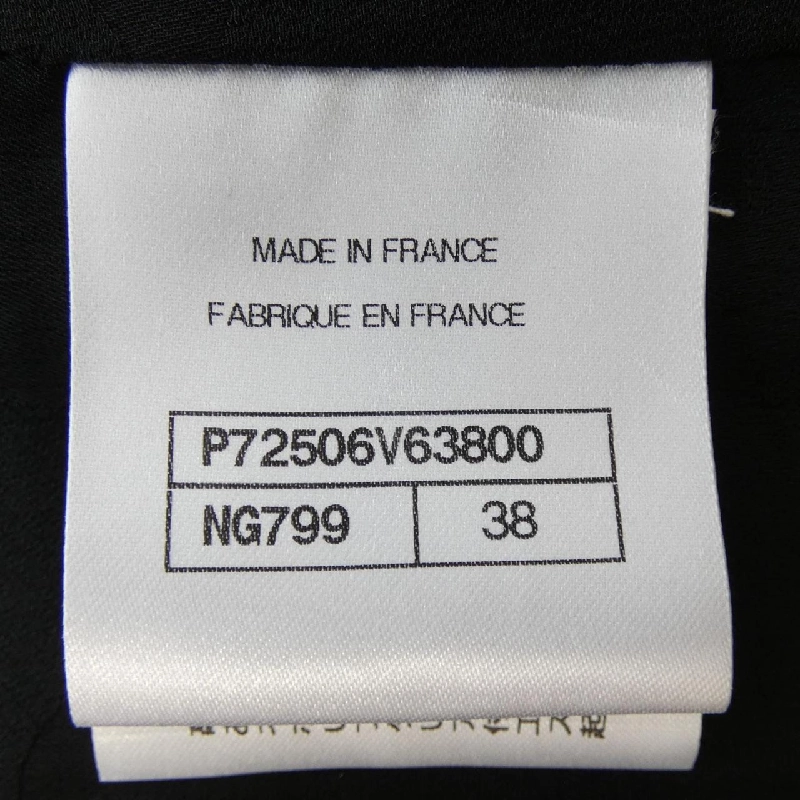 MADE IN FRANCE
FABRIQUE EN FRANCE
P72506V63800
NG799 38